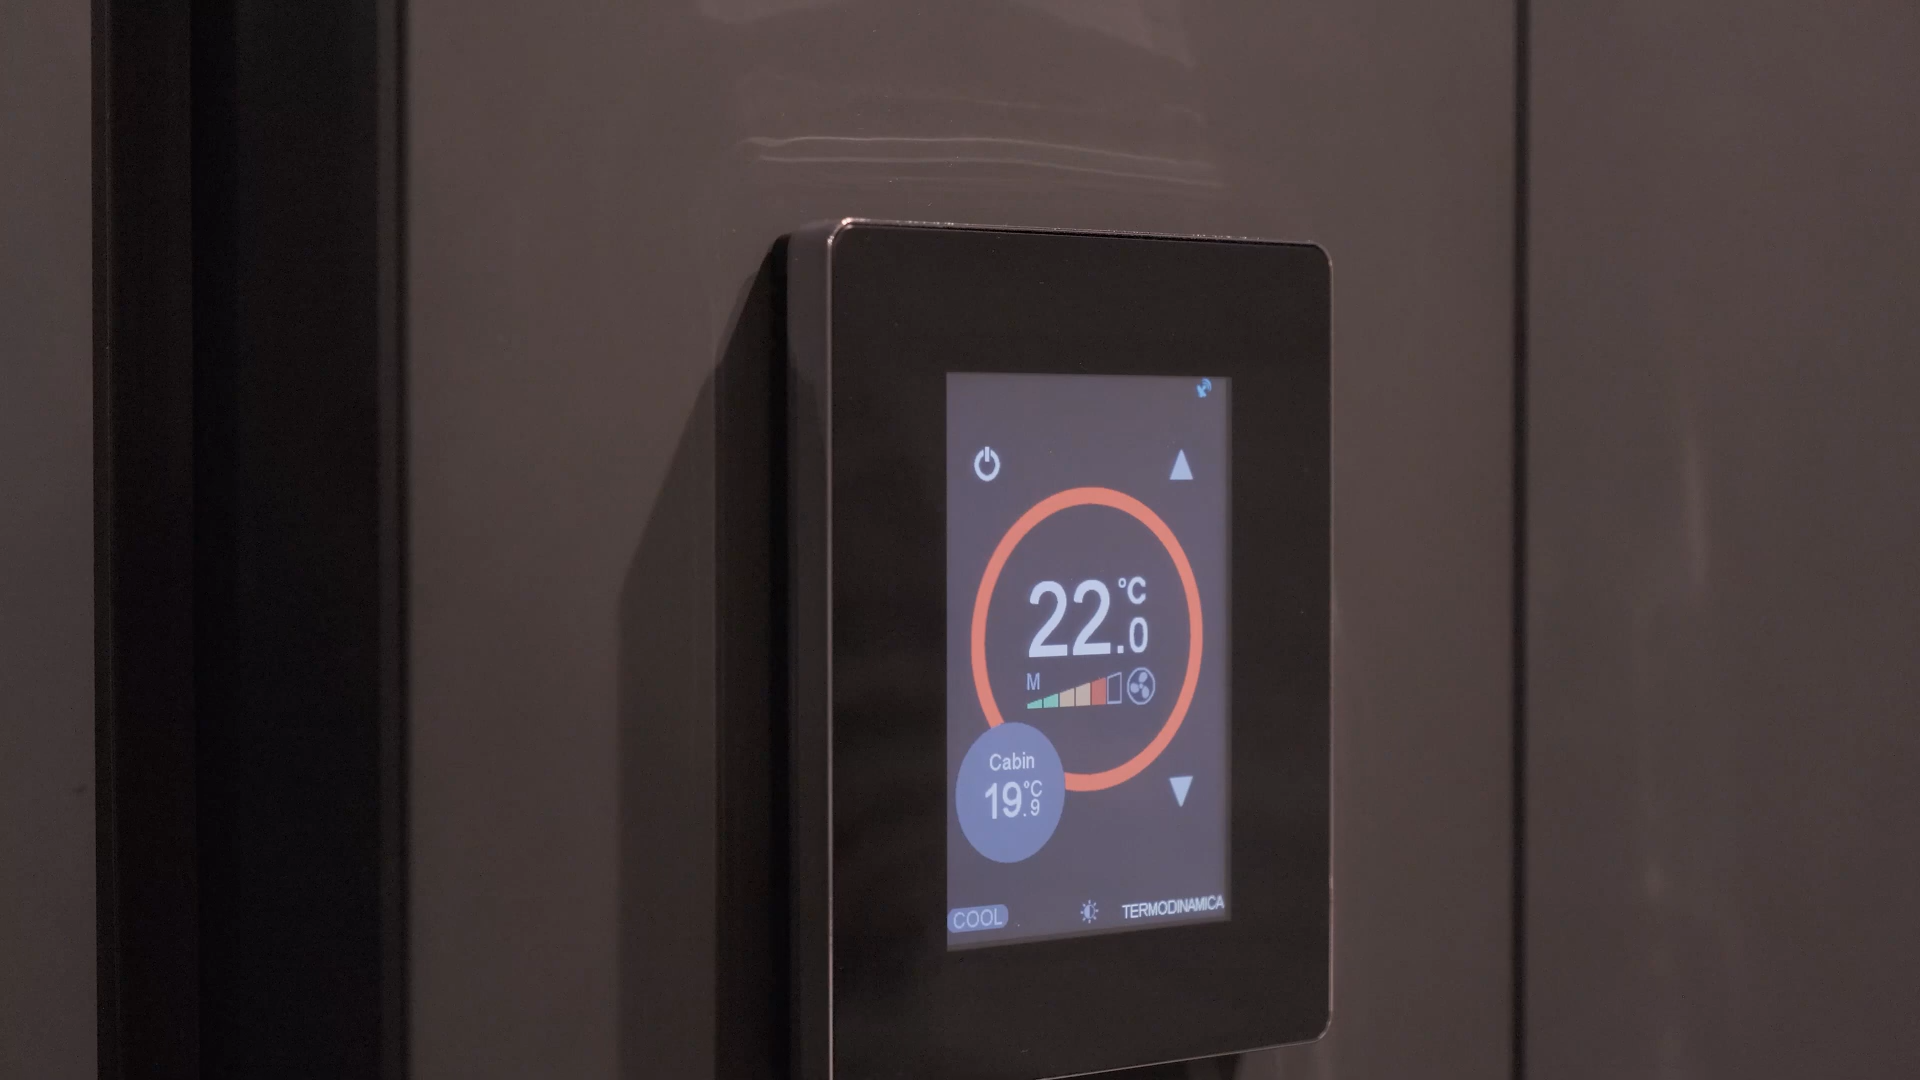 22.0 °C
M
Cabin
19.9 °C
COOL
TERMODINAMICA